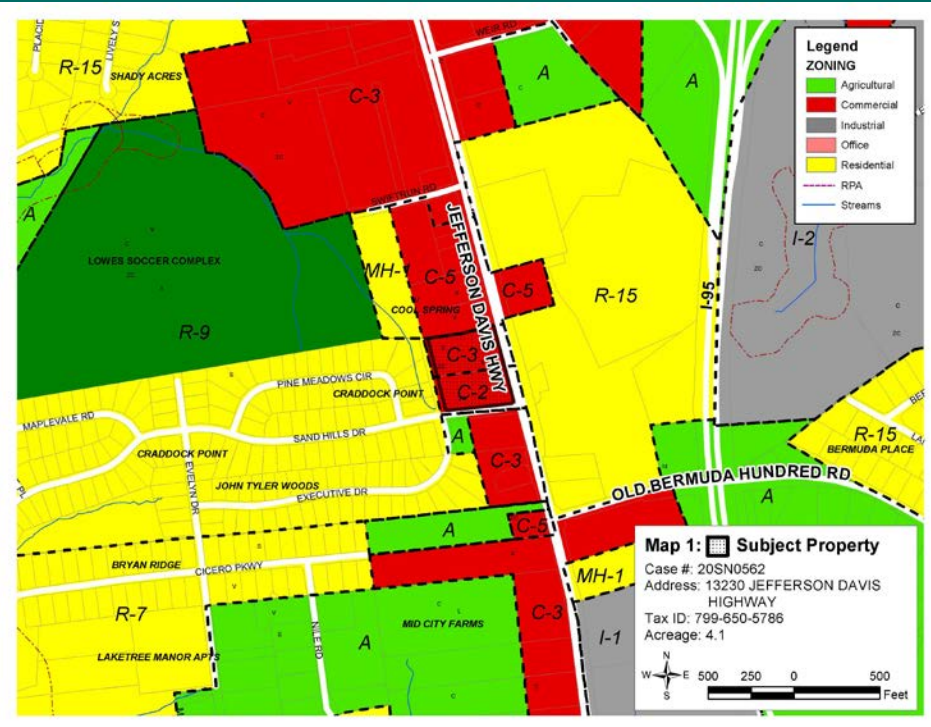 WEIR RD
PLACID
LIVELY S
R-15
SHADY ACRES
C-3
A
A
Legend
ZONING
Agricultural
Commercial
Industrial
Office
Residential
RPA
Streams
SWIFTRUN RD
A
LOWES SOCCER COMPLEX
R-9
MH-1
COOL SPRING
C-5
JEFFERSON DAVIS HWY
C-5
R-15
I-95
I-2
C-3
C-2
PINE MEADOWS CIR
CRADDOCK POINT
MAPLEVALE RD
SAND HILLS DR
CRADDOCK POINT
EVELYN DR
A
C-3
R-15
BERMUDA PLACE
JOHN TYLER WOODS
EXECUTIVE DR
OLD BERMUDA HUNDRED RD
A
PL
A
C-5
BRYAN RIDGE
CICERO PKWY
MH-1
R-7
NILE RD
A
MID CITY FARMS
C-3
I-1
LAKETREE MANOR APTS
Map 1: Subject Property
Case #: 20SN0562
Address: 13230 JEFFERSON DAVIS
HIGHWAY
Tax ID: 799-650-5786
Acreage: 4.1
N
W E
S
500 250 0 500
Feet